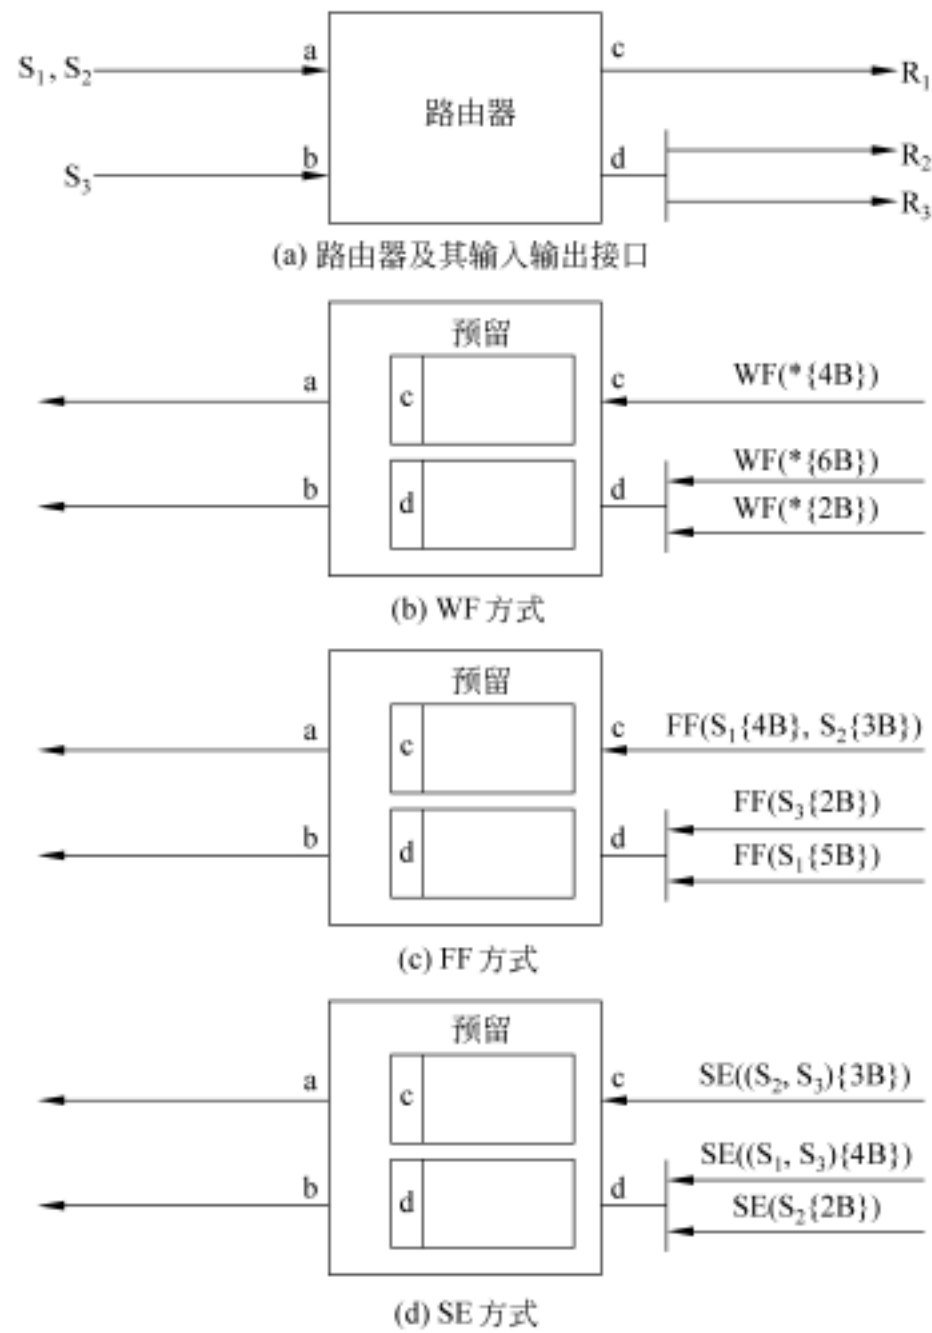 S₁, S₂
a
c
R₁
路由器
S₃
b
d
R₂
R₃
(a) 路由器及其输入输出接口
预留
a
c
c
WF(*{4B})
b
d
d
WF(*{6B})
WF(*{2B})
(b) WF 方式
预留
a
c
c
FF(S₁{4B}, S₂{3B})
b
d
d
FF(S₃{2B})
FF(S₁{5B})
(c) FF 方式
预留
a
c
c
SE((S₂, S₃){3B})
b
d
d
SE((S₁, S₃){4B})
SE(S₂{2B})
(d) SE 方式